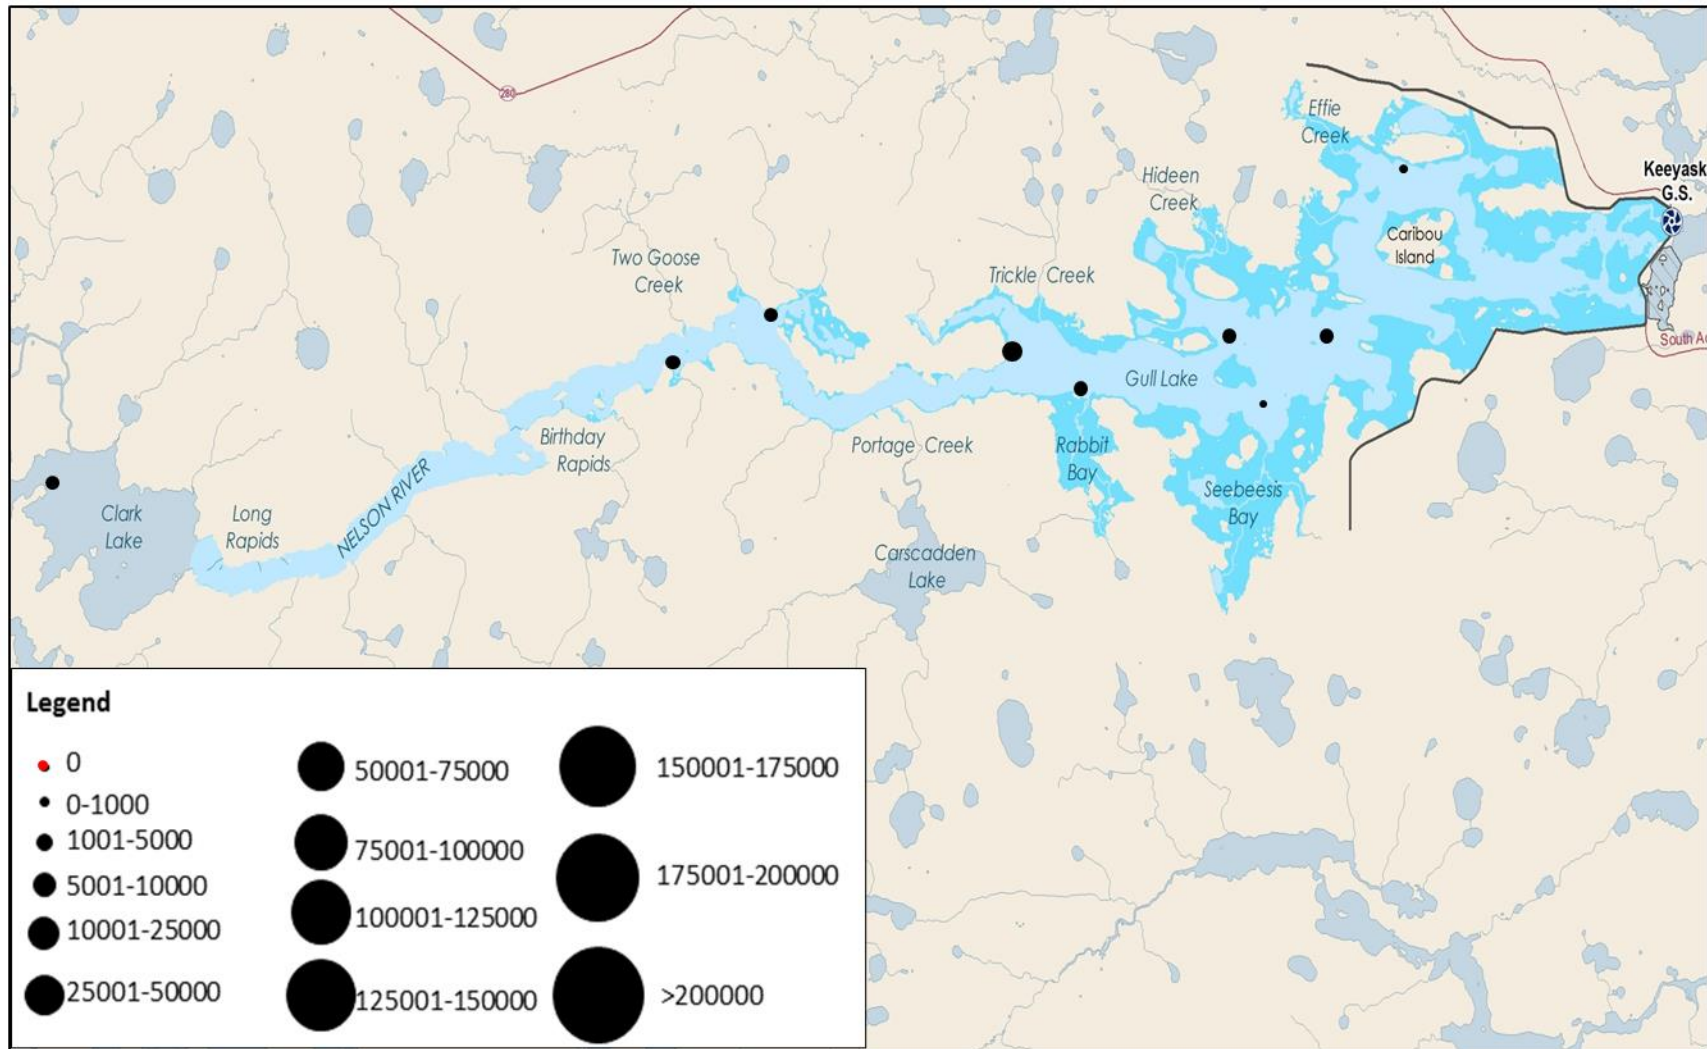 280
Effie
Creek
Keeyask
G.S.
Hideen
Creek
Caribou
Island
Two Goose
Creek
Trickle Creek
South Ac
Gull Lake
Birthday
Rapids
Portage Creek
Rabbit
Bay
NELSON RIVER
Seebeesis
Bay
Clark
Lake
Long
Rapids
Carscadden
Lake
Legend
0
0-1000
1001-5000
5001-10000
10001-25000
25001-50000
50001-75000
75001-100000
100001-125000
125001-150000
150001-175000
175001-200000
>200000